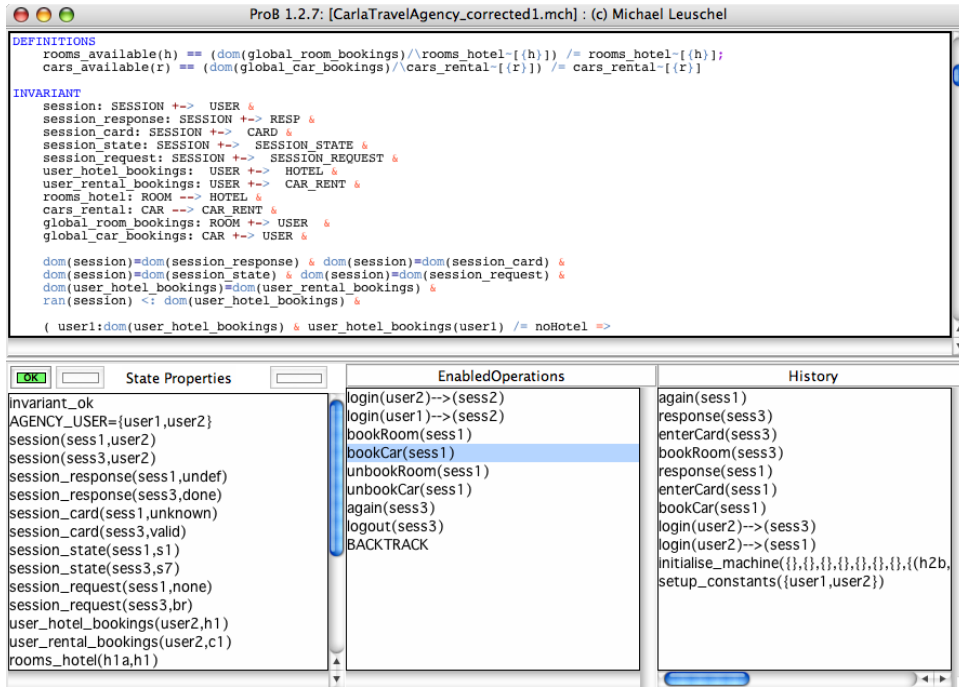 ProB 1.2.7: [CarlaTravelAgency_corrected1.mch] : (c) Michael Leuschel
DEFINITIONS
rooms_available(h) == (dom(global_room_bookings)/\rooms_hotel~[{h}]) /= rooms_hotel~[{h}];
cars_available(r) == (dom(global_car_bookings)/\cars_rental~[{r}]) /= cars_rental~[{r}]
INVARIANT
session: SESSION +-> USER &
session_response: SESSION +-> RESP &
session_card: SESSION +-> CARD &
session_state: SESSION +-> SESSION_STATE &
session_request: SESSION +-> SESSION_REQUEST &
user_hotel_bookings: USER +-> HOTEL &
user_rental_bookings: USER +-> CAR_RENT &
rooms_hotel: ROOM --> HOTEL &
cars_rental: CAR --> CAR_RENT &
global_room_bookings: ROOM +-> USER &
global_car_bookings: CAR +-> USER &
dom(session)=dom(session_response) & dom(session)=dom(session_card) &
dom(session)=dom(session_state) & dom(session)=dom(session_request) &
dom(user_hotel_bookings)=dom(user_rental_bookings) &
ran(session) <: dom(user_hotel_bookings) &
( user1:dom(user_hotel_bookings) & user_hotel_bookings(user1) /= noHotel =>
OK State Properties
invariant_ok
AGENCY_USER={user1,user2}
session(sess1,user2)
session(sess3,user2)
session_response(sess1,undef)
session_response(sess3,done)
session_card(sess1,unknown)
session_card(sess3,valid)
session_state(sess1,s1)
session_state(sess3,s7)
session_request(sess1,none)
session_request(sess3,br)
user_hotel_bookings(user2,h1)
user_rental_bookings(user2,c1)
rooms_hotel(h1a,h1)
EnabledOperations
login(user2)-->(sess2)
login(user1)-->(sess2)
bookRoom(sess1)
bookCar(sess1)
unbookRoom(sess1)
unbookCar(sess1)
again(sess3)
logout(sess3)
BACKTRACK
History
again(sess1)
response(sess3)
enterCard(sess3)
bookRoom(sess3)
response(sess1)
enterCard(sess1)
bookCar(sess1)
login(user2)-->(sess3)
login(user2)-->(sess1)
initialise_machine({},{},{},{},{},{},{},{(h2b,
setup_constants({user1,user2})